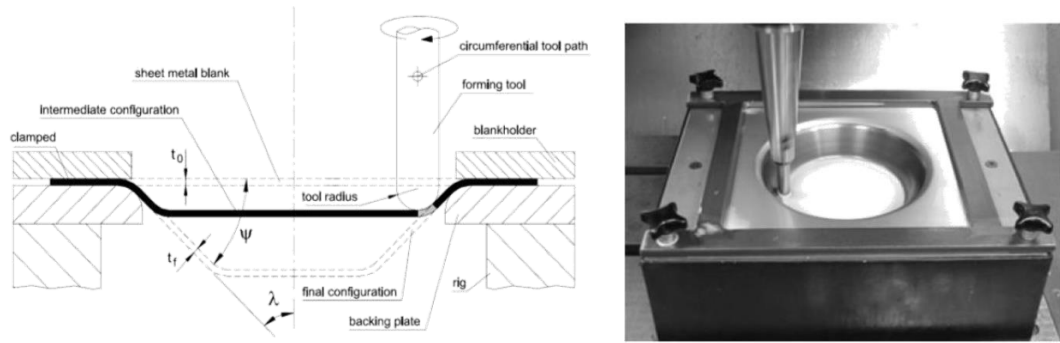 circumferential tool path
sheet metal blank
intermediate configuration
forming tool
clamped
blankholder
t0
tool radius
ψ
tf
final configuration
rig
λ
backing plate